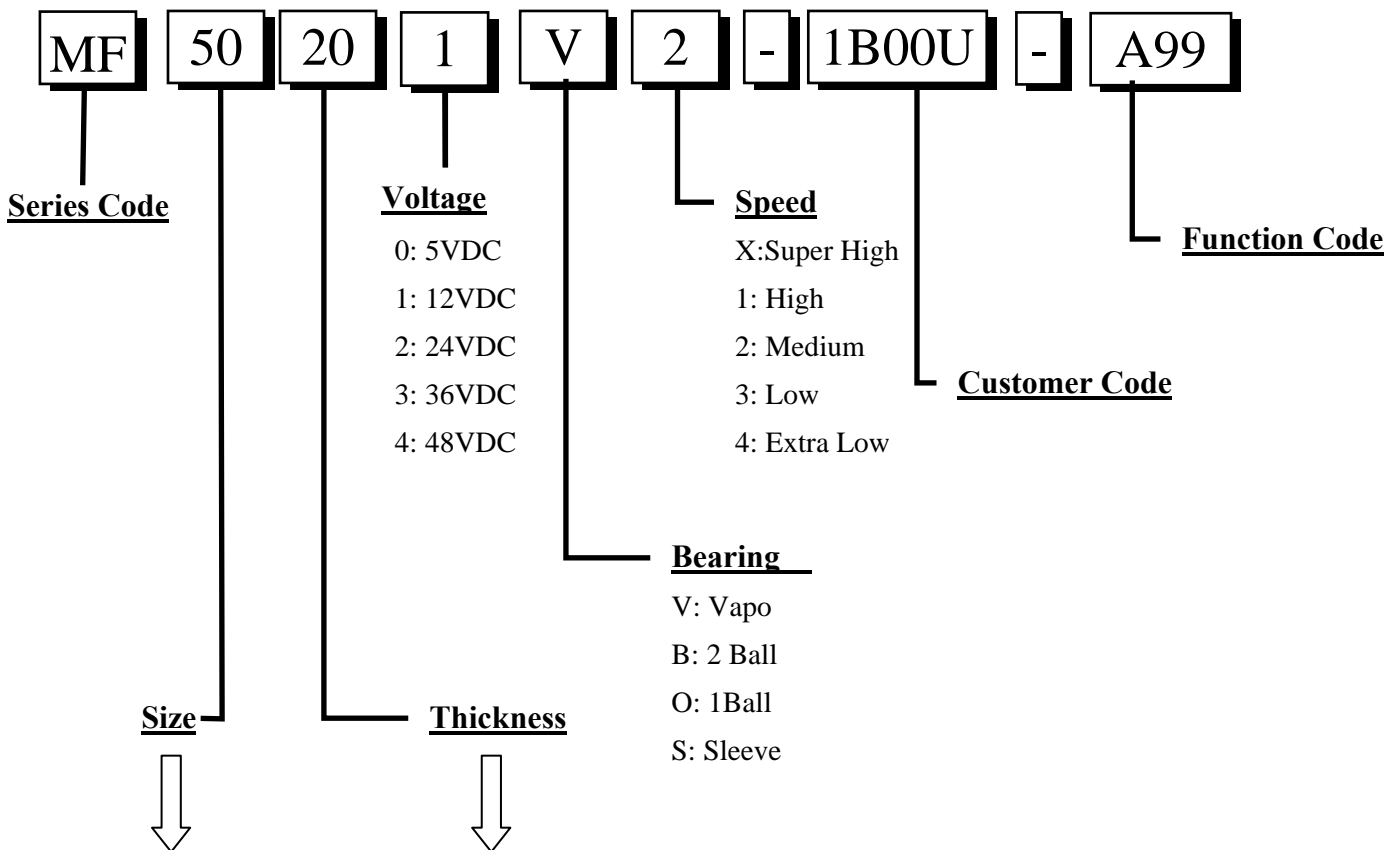 MF 50 20 1 V 2 - 1B00U - A99
Series Code
Voltage
0: 5VDC
1: 12VDC
2: 24VDC
3: 36VDC
4: 48VDC
Speed
X:Super High
1: High
2: Medium
3: Low
4: Extra Low
Function Code
Customer Code
Bearing
V: Vapo
B: 2 Ball
O: 1Ball
S: Sleeve
Size
Thickness